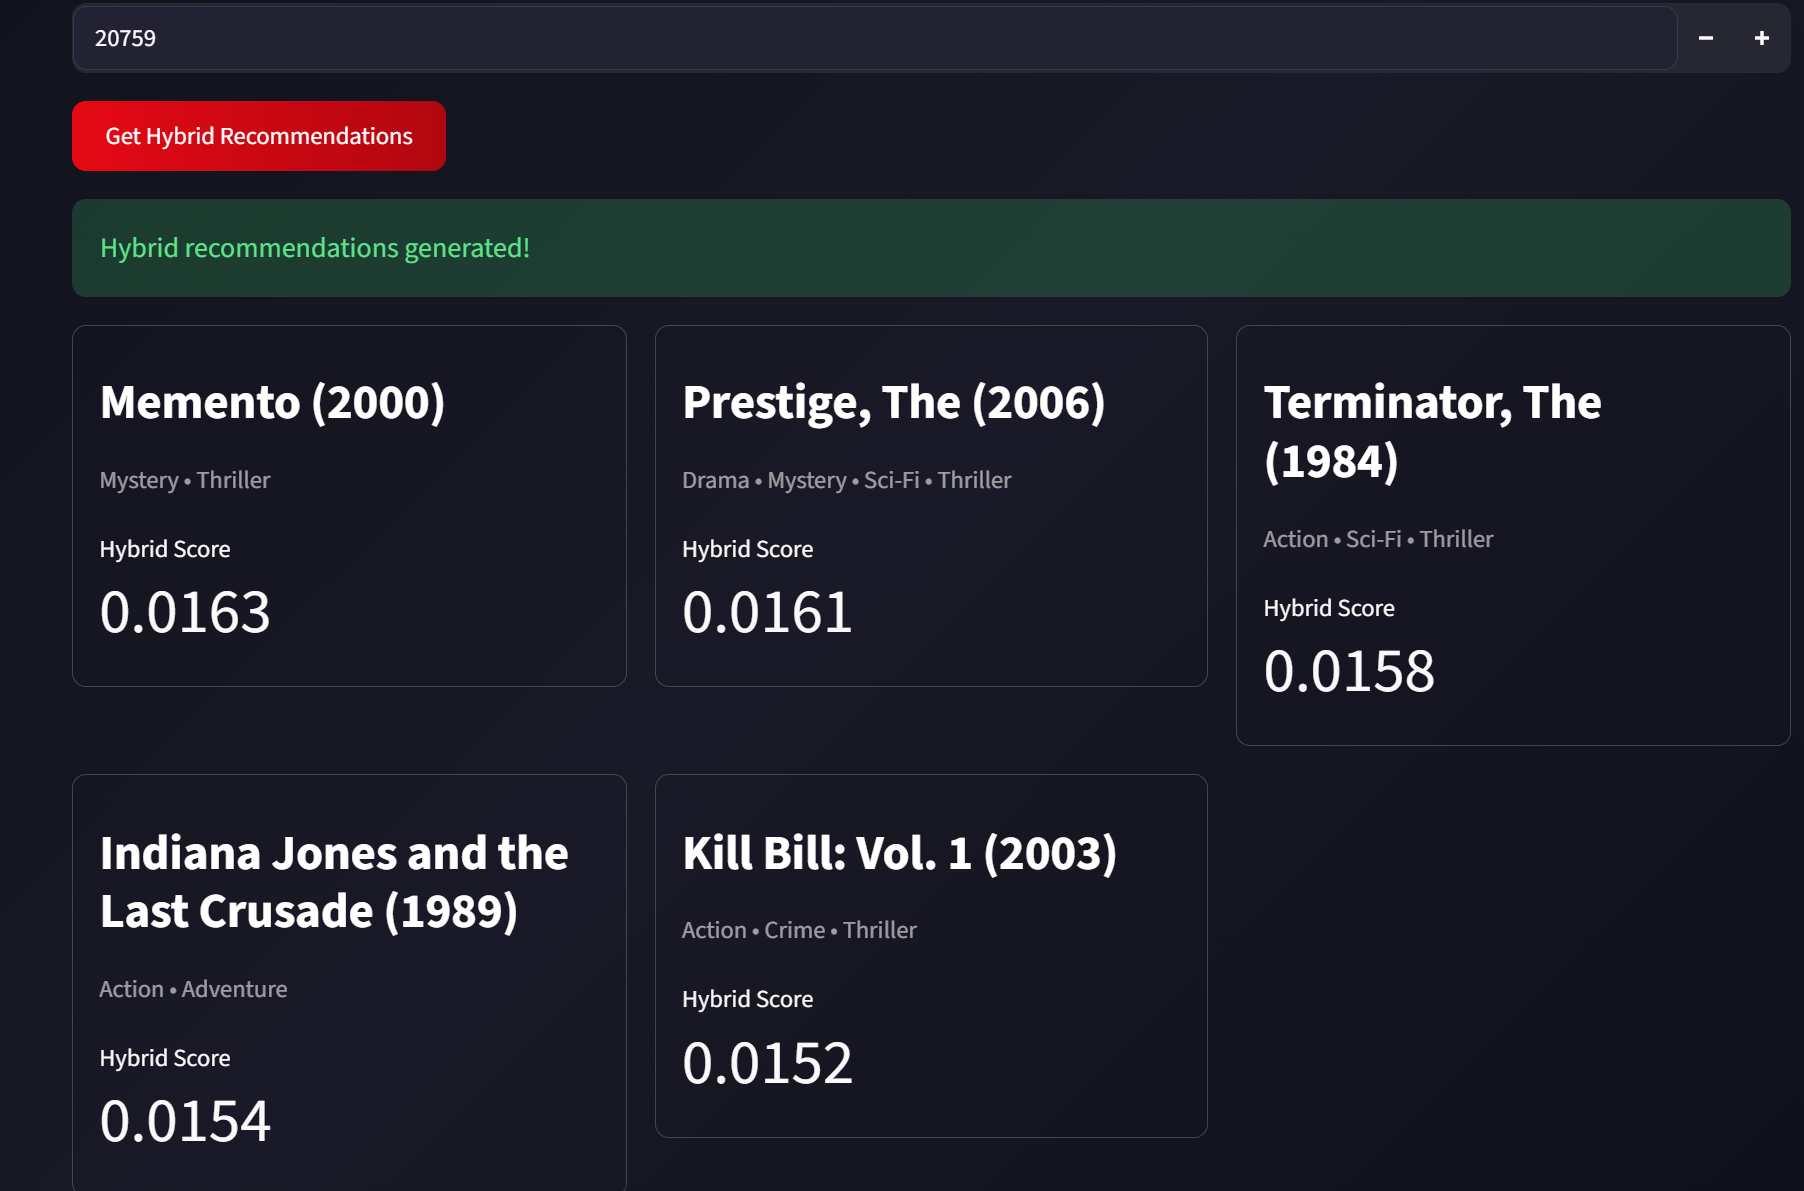 20759
Get Hybrid Recommendations
Hybrid recommendations generated!
Memento (2000)
Mystery • Thriller
Hybrid Score
0.0163
Prestige, The (2006)
Drama • Mystery • Sci-Fi • Thriller
Hybrid Score
0.0161
Terminator, The
(1984)
Action • Sci-Fi • Thriller
Hybrid Score
0.0158
Indiana Jones and the
Last Crusade (1989)
Action • Adventure
Hybrid Score
0.0154
Kill Bill: Vol. 1 (2003)
Action • Crime • Thriller
Hybrid Score
0.0152